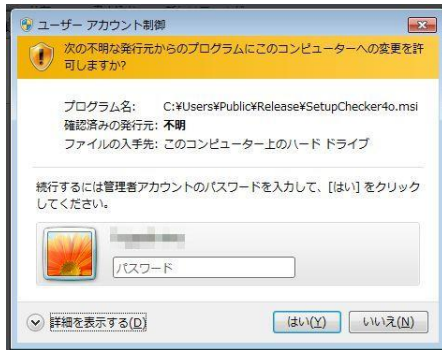 ユーザー アカウント制御
次の不明な発行元からのプログラムにこのコンピューターへの変更を許
可しますか?
プログラム名: C:¥Users¥Public¥Release¥SetupChecker4o.msi
確認済みの発行元: 不明
ファイルの入手先: このコンピューター上のハード ドライブ
続行するには管理者アカウントのパスワードを入力して、[はい] をクリック
してください。
パスワード
詳細を表示する(D)
はい(Y)
いいえ(N)